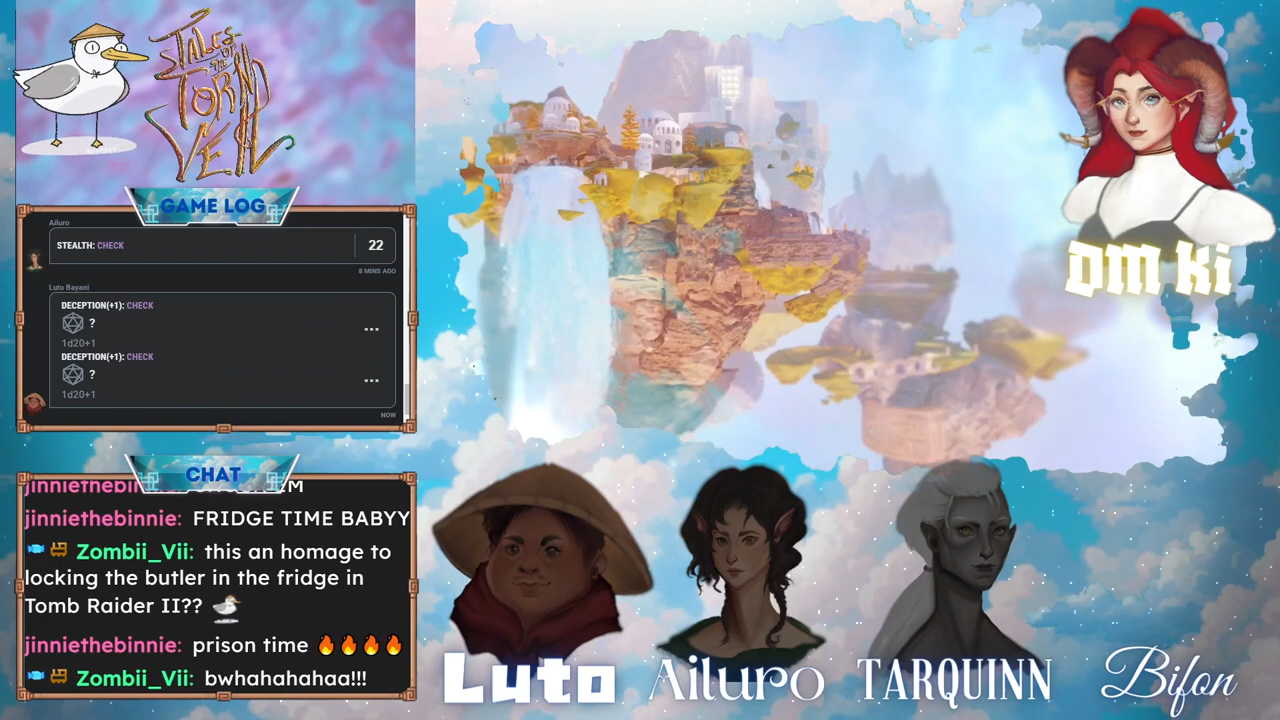 TALES
OF
THE
TORN
VEIL
GAME LOG
Ailuro
STEALTH: CHECK
22
8 MINS AGO
Luto Bayani
DECEPTION(+1): CHECK
?
...
1d20+1
DECEPTION(+1): CHECK
?
...
1d20+1
NOW
CHAT
jinniethebinnie: FRIDGE TIME BABYY
Zombii_Vii: this an homage to
locking the butler in the fridge in
Tomb Raider II??
jinniethebinnie: prison time 🔥🔥🔥🔥
Zombii_Vii: bwhahahahaa!!!
DM Ki
Luto
Ailuro
TARQUINN
Bifon